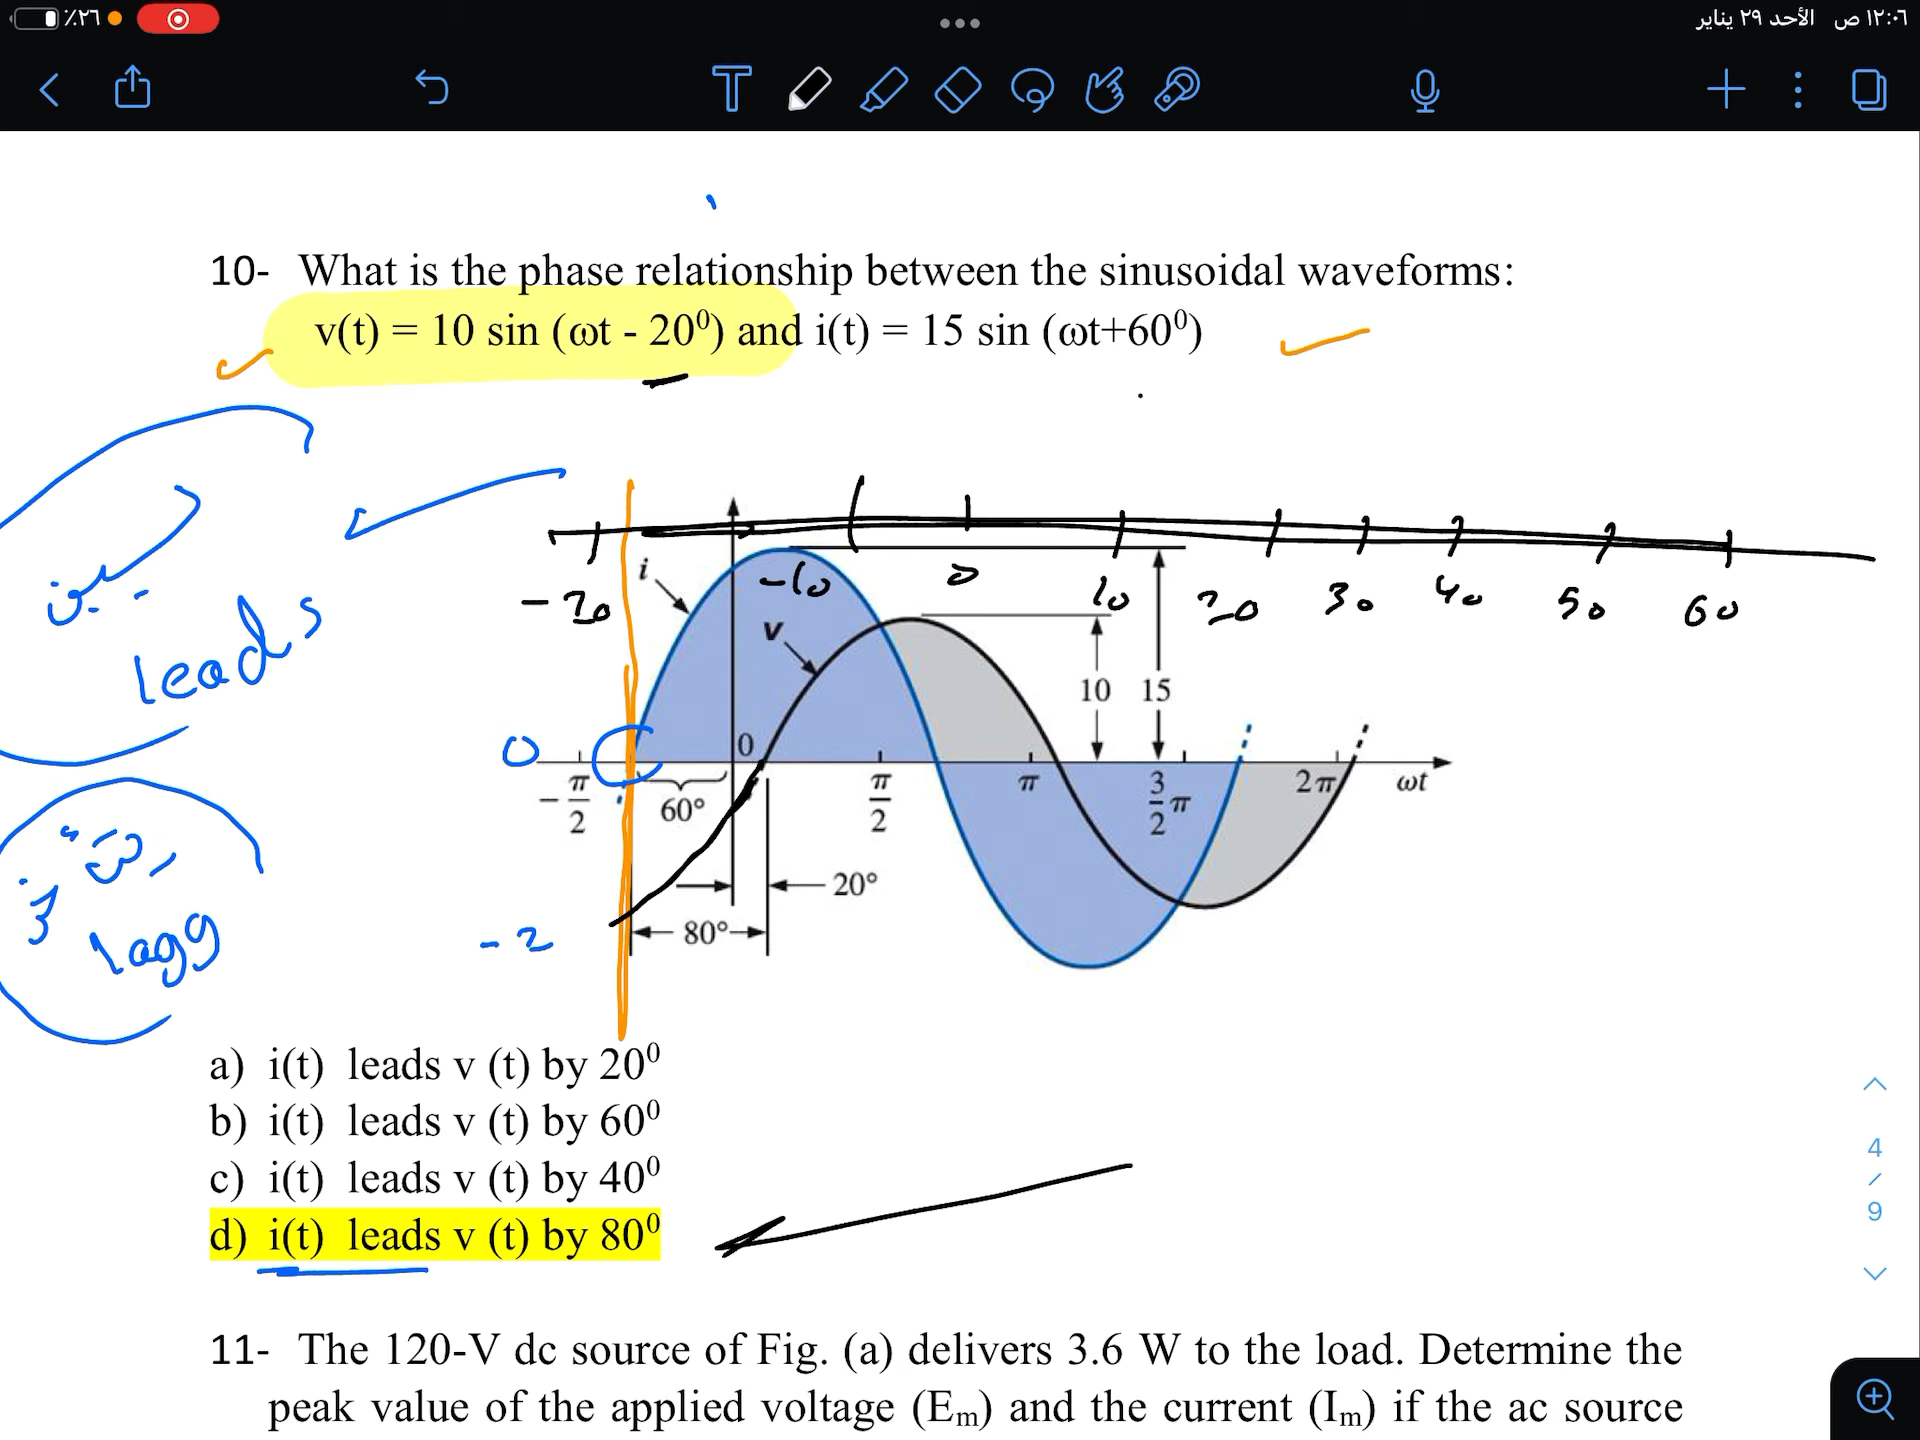 ٪٢٦
١٢:٠٦ ص الأحد ٢٩ يناير
10- What is the phase relationship between the sinusoidal waveforms:
v(t) = 10 sin (ωt - 20⁰) and i(t) = 15 sin (ωt+60⁰)
leads
-20 -10 0 10 20 30 40 50 60
i
v
10 15
0
0
-π/2 60° π/2 π 3/2 π 2π ωt
20°
80°
-2
lagg
a) i(t) leads v (t) by 20⁰
b) i(t) leads v (t) by 60⁰
c) i(t) leads v (t) by 40⁰
d) i(t) leads v (t) by 80⁰
4
/
9
11- The 120-V dc source of Fig. (a) delivers 3.6 W to the load. Determine the
peak value of the applied voltage (Eₘ) and the current (Iₘ) if the ac source